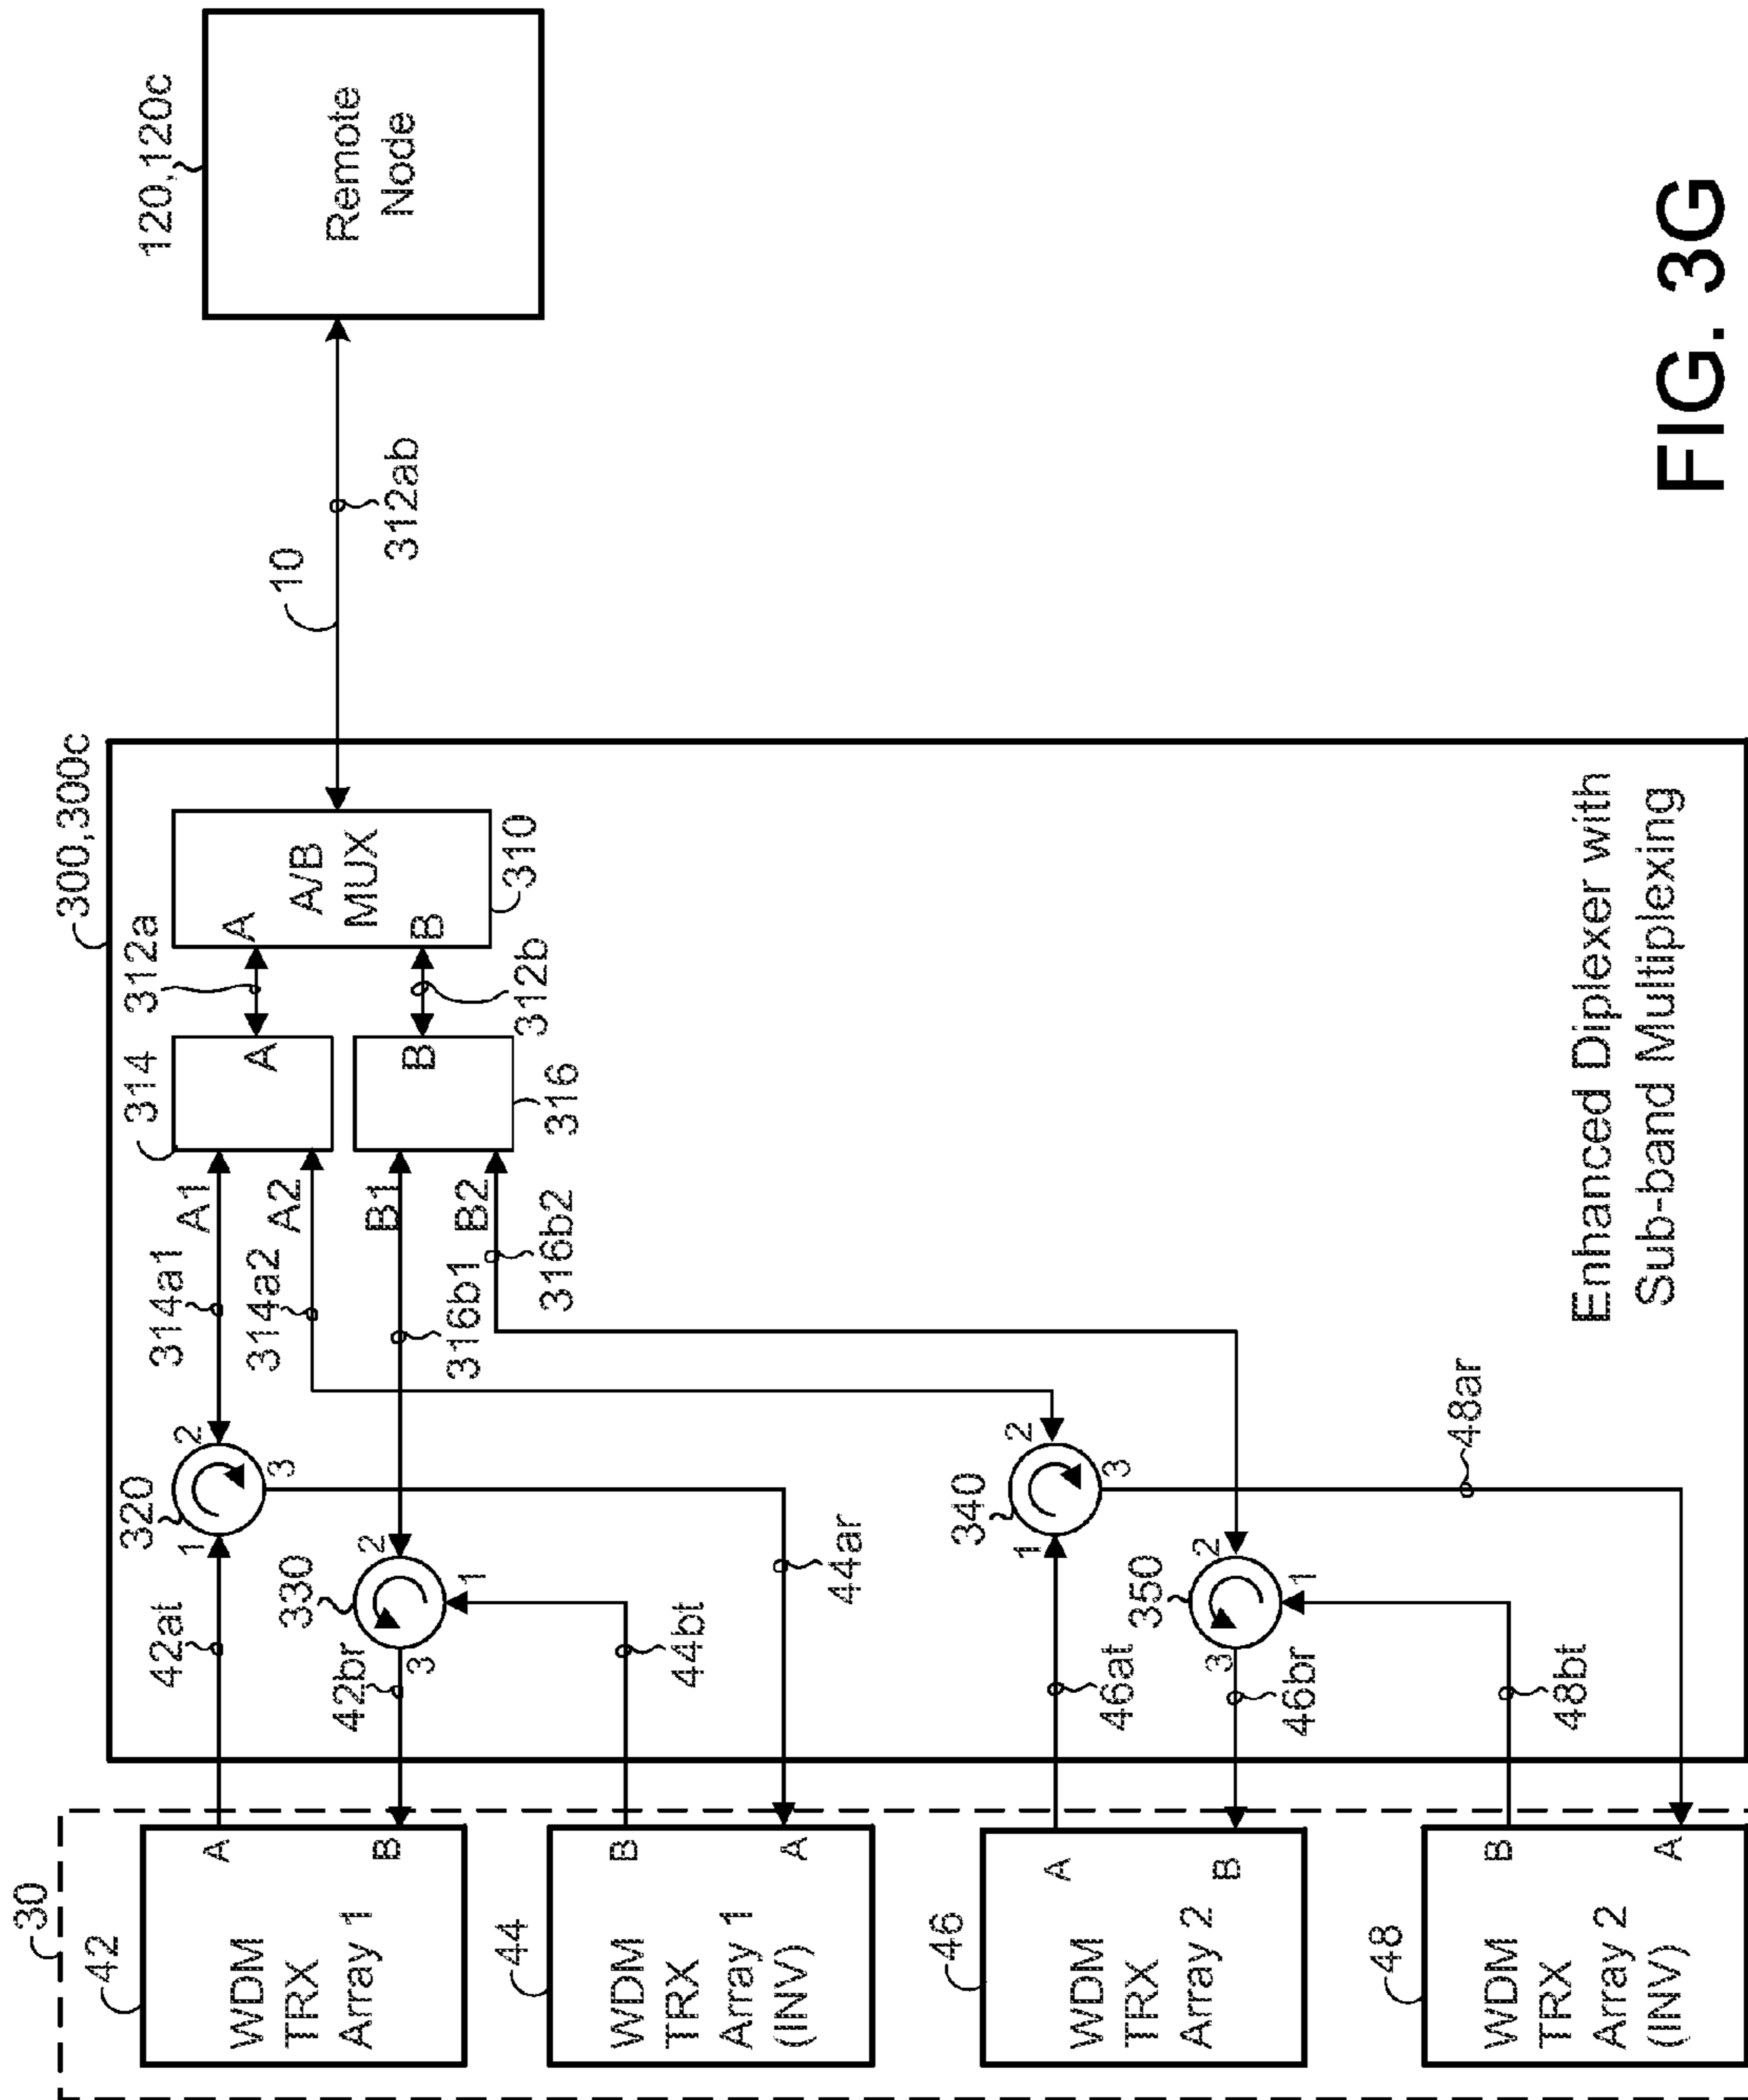 30
42
WDM
TRX
Array 1
A
B
44
WDM
TRX
Array 1
(INV)
B
A
46
WDM
TRX
Array 2
A
B
48
WDM
TRX
Array 2
(INV)
B
A
300,300c
42at
320
1
2
3
42br
330
2
1
3
44bt
44ar
46at
340
1
2
3
46br
350
2
1
3
48bt
48ar
314a1
A1
314a2
A2
316b1
B1
316b2
B2
314
A
316
B
312a
312b
A
A/B
MUX
B
310
Enhanced Diplexer with
Sub-band Multiplexing
10
312ab
120,120c
Remote
Node
FIG. 3G